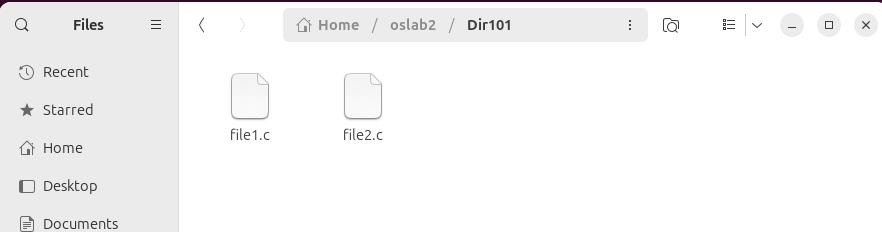 Files
Home / oslab2 / Dir101
Recent
Starred
Home
Desktop
Documents
file1.c
file2.c